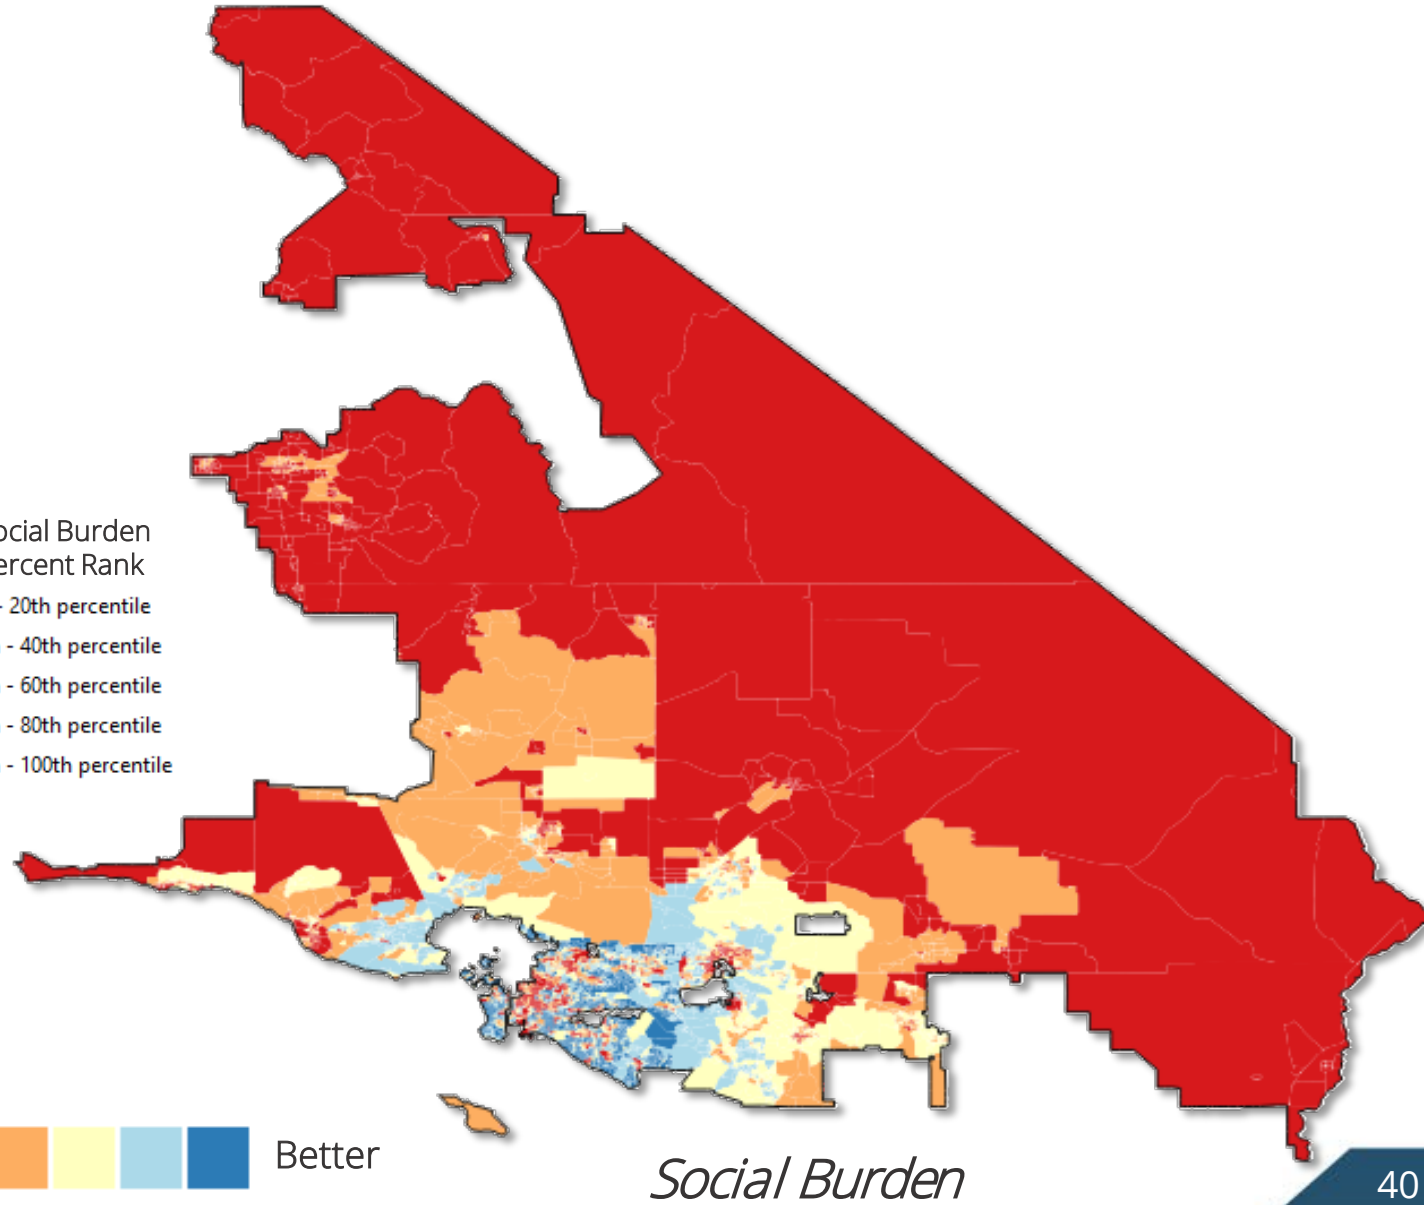 ocial Burden
ercent Rank
- 20th percentile
- 40th percentile
- 60th percentile
- 80th percentile
- 100th percentile
Better
Social Burden
40